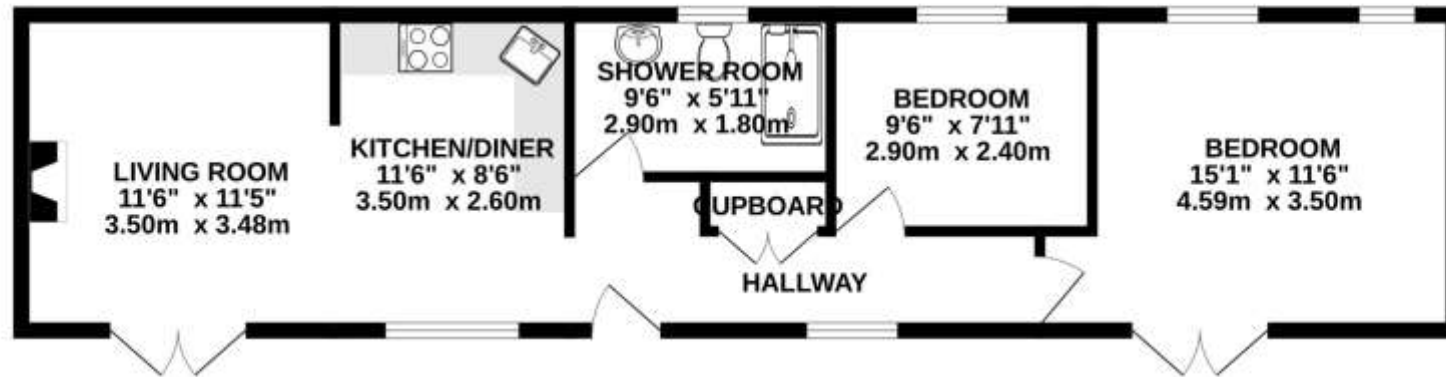 LIVING ROOM
11'6" x 11'5"
3.50m x 3.48m
KITCHEN/DINER
11'6" x 8'6"
3.50m x 2.60m
SHOWER ROOM
9'6" x 5'11"
2.90m x 1.80m
CUPBOARD
HALLWAY
BEDROOM
9'6" x 7'11"
2.90m x 2.40m
BEDROOM
15'1" x 11'6"
4.59m x 3.50m